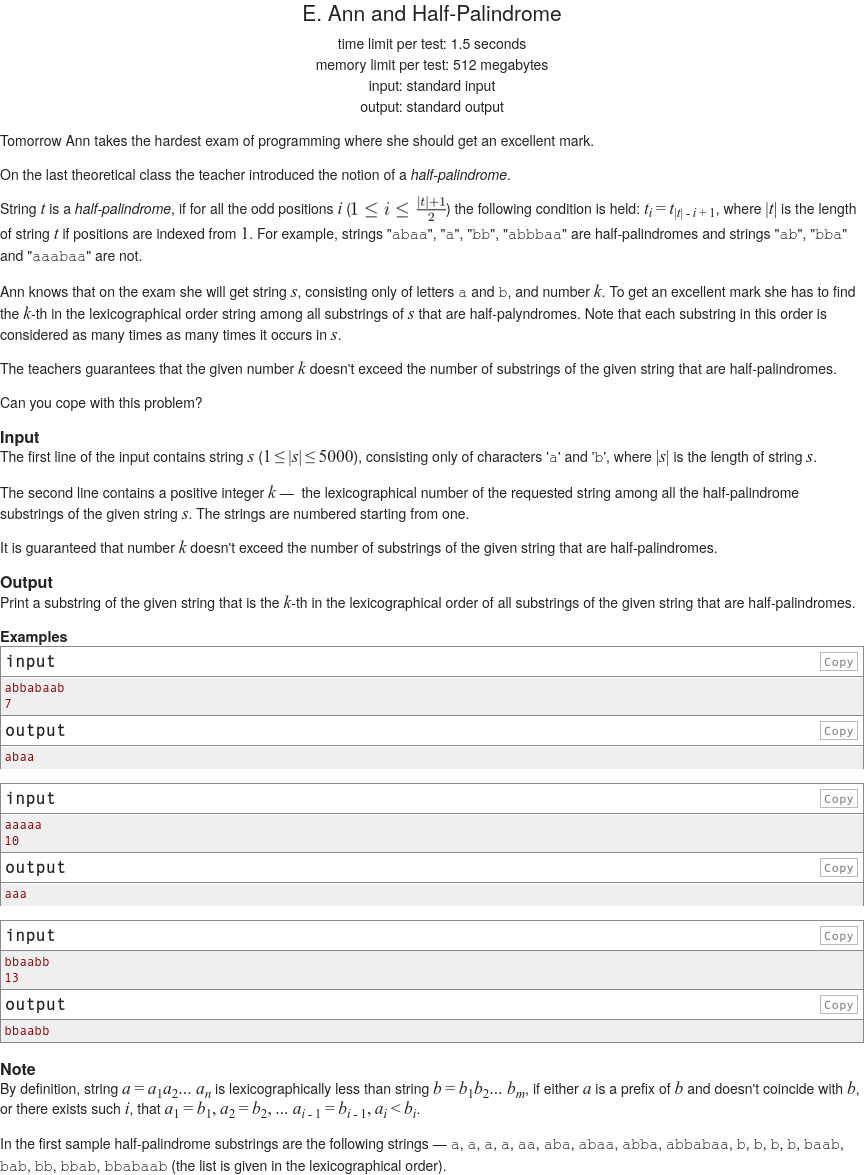 E. Ann and Half-Palindrome
time limit per test: 1.5 seconds
memory limit per test: 512 megabytes
input: standard input
output: standard output
Tomorrow Ann takes the hardest exam of programming where she should get an excellent mark.
On the last theoretical class the teacher introduced the notion of a half-palindrome.
String t is a half-palindrome, if for all the odd positions i (1 ≤ i ≤ \frac{|t|+1}{2}) the following condition is held: t_i = t_{|t| - i + 1}, where |t| is the length
of string t if positions are indexed from 1. For example, strings "abaa", "a", "bb", "abbbaa" are half-palindromes and strings "ab", "bba"
and "aaabaa" are not.
Ann knows that on the exam she will get string s, consisting only of letters a and b, and number k. To get an excellent mark she has to find
the k-th in the lexicographical order string among all substrings of s that are half-palyndromes. Note that each substring in this order is
considered as many times as many times it occurs in s.
The teachers guarantees that the given number k doesn't exceed the number of substrings of the given string that are half-palindromes.
Can you cope with this problem?
Input
The first line of the input contains string s (1 ≤ |s| ≤ 5000), consisting only of characters 'a' and 'b', where |s| is the length of string s.
The second line contains a positive integer k — the lexicographical number of the requested string among all the half-palindrome
substrings of the given string s. The strings are numbered starting from one.
It is guaranteed that number k doesn't exceed the number of substrings of the given string that are half-palindromes.
Output
Print a substring of the given string that is the k-th in the lexicographical order of all substrings of the given string that are half-palindromes.
Examples
input Copy
abbabaab
7
output Copy
abaa
input Copy
aaaaa
10
output Copy
aaa
input Copy
bbaabb
13
output Copy
bbaabb
Note
By definition, string a = a_1a_2... a_n is lexicographically less than string b = b_1b_2... b_m, if either a is a prefix of b and doesn't coincide with b,
or there exists such i, that a_1 = b_1, a_2 = b_2, ... a_{i - 1} = b_{i - 1}, a_i < b_i.
In the first sample half-palindrome substrings are the following strings — a, a, a, a, aa, aba, abaa, abba, abbabaa, b, b, b, b, baab,
bab, bb, bbab, bbabaab (the list is given in the lexicographical order).